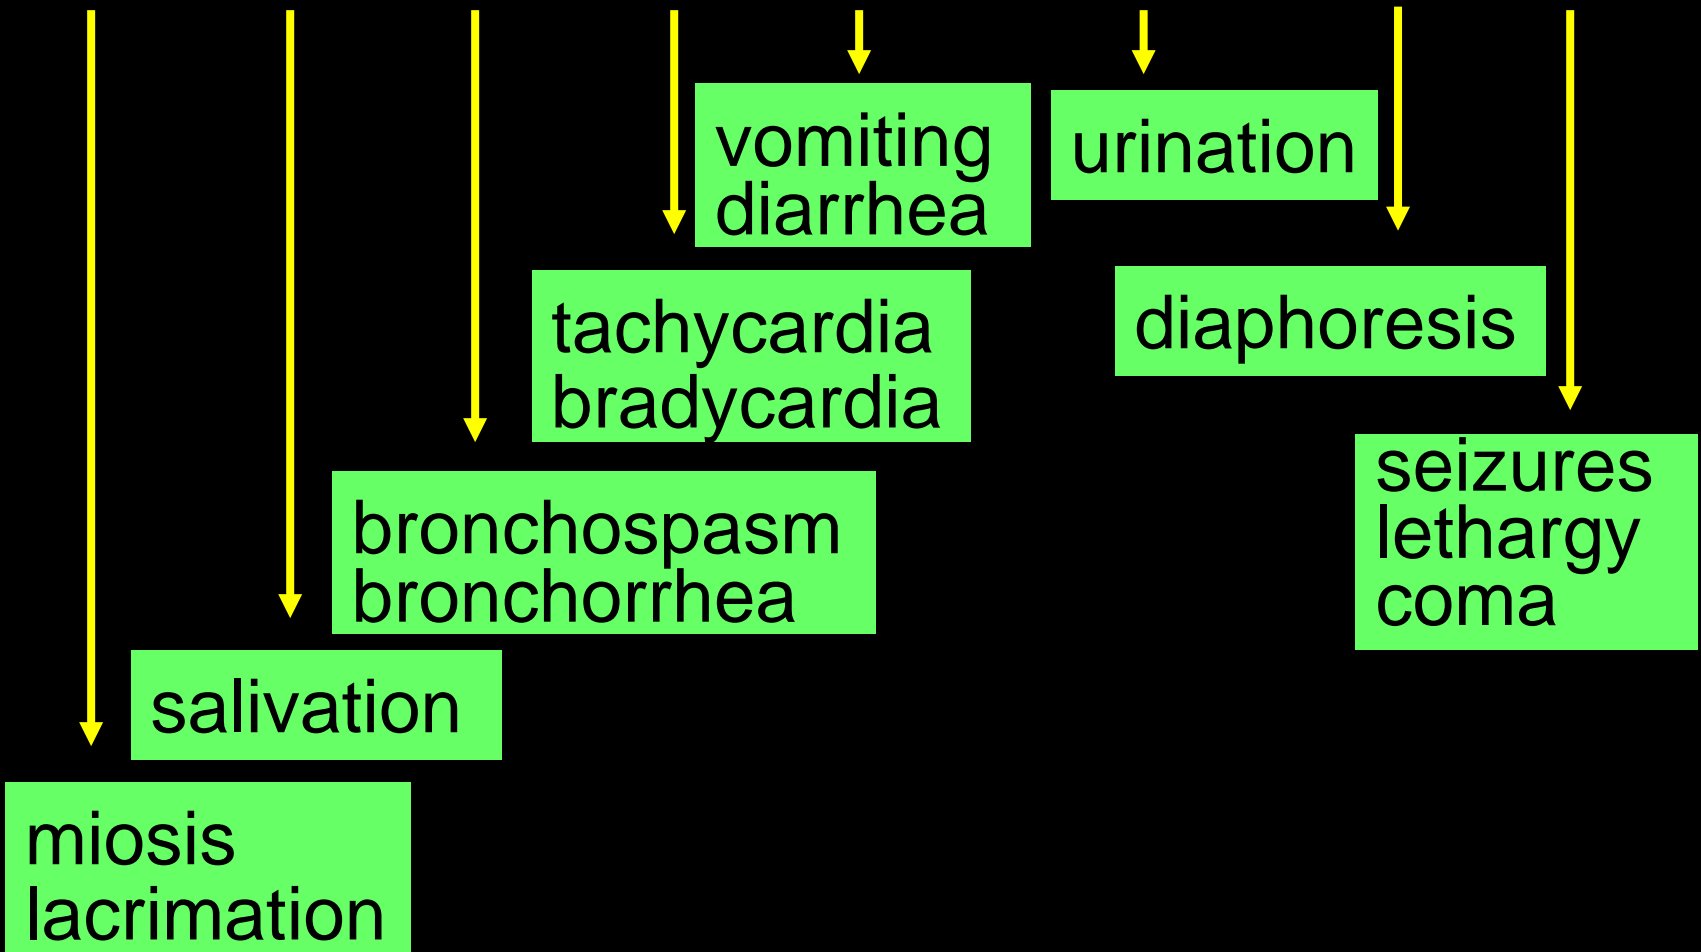 vomiting
diarrhea
urination
tachycardia
bradycardia
diaphoresis
bronchospasm
bronchorrhea
seizures
lethargy
coma
salivation
miosis
lacrimation